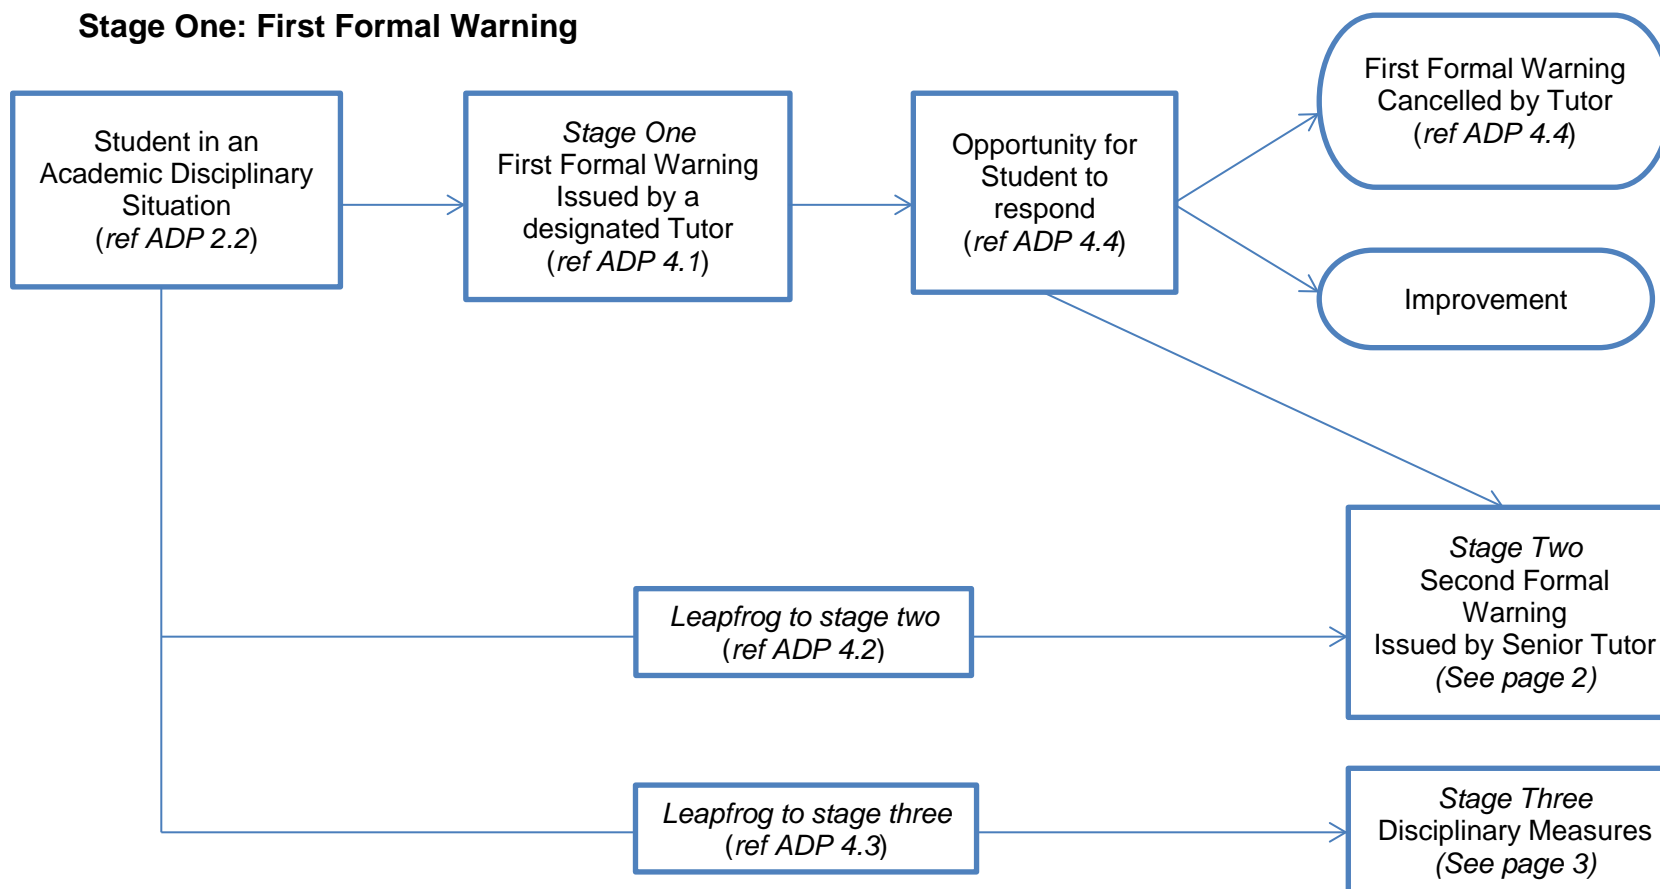 Stage One: First Formal Warning
Student in an
Academic Disciplinary
Situation
(ref ADP 2.2)
Stage One
First Formal Warning
Issued by a
designated Tutor
(ref ADP 4.1)
Opportunity for
Student to
respond
(ref ADP 4.4)
First Formal Warning
Cancelled by Tutor
(ref ADP 4.4)
Improvement
Leapfrog to stage two
(ref ADP 4.2)
Stage Two
Second Formal
Warning
Issued by Senior Tutor
(See page 2)
Leapfrog to stage three
(ref ADP 4.3)
Stage Three
Disciplinary Measures
(See page 3)